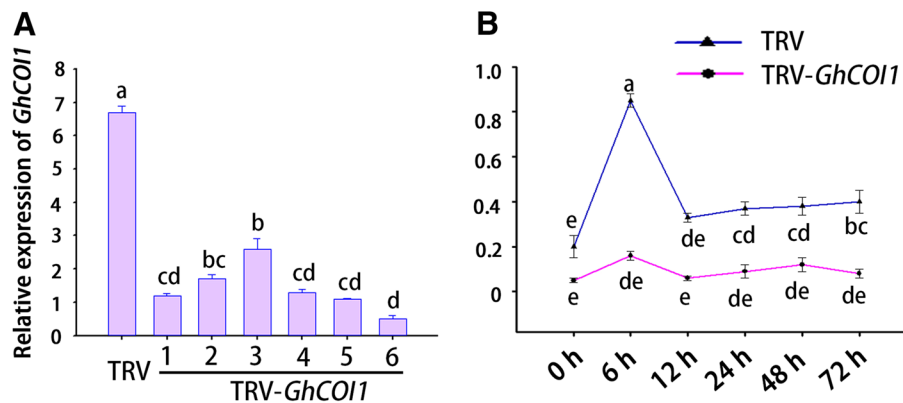 A
Relative expression of GhCOI1
8
7
6
5
4
3
2
1
0
a
cd
bc
b
cd
cd
d
TRV
1 2 3 4 5 6
TRV-GhCOI1
B
TRV
TRV-GhCOI1
1.0
0.8
0.6
0.4
0.2
0
a
e
de
cd
cd
bc
e
de
e
de
de
de
0 h
6 h
12 h
24 h
48 h
72 h